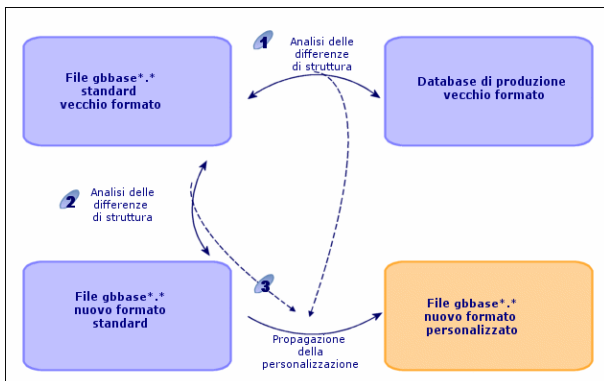 1
Analisi delle
differenze
di struttura
File gbbase*.*
standard
vecchio formato
Database di produzione
vecchio formato
2
Analisi delle
differenze
di struttura
3
File gbbase*.*
nuovo formato
standard
File gbbase*.*
nuovo formato
personalizzato
Propagazione
della
personalizzazione